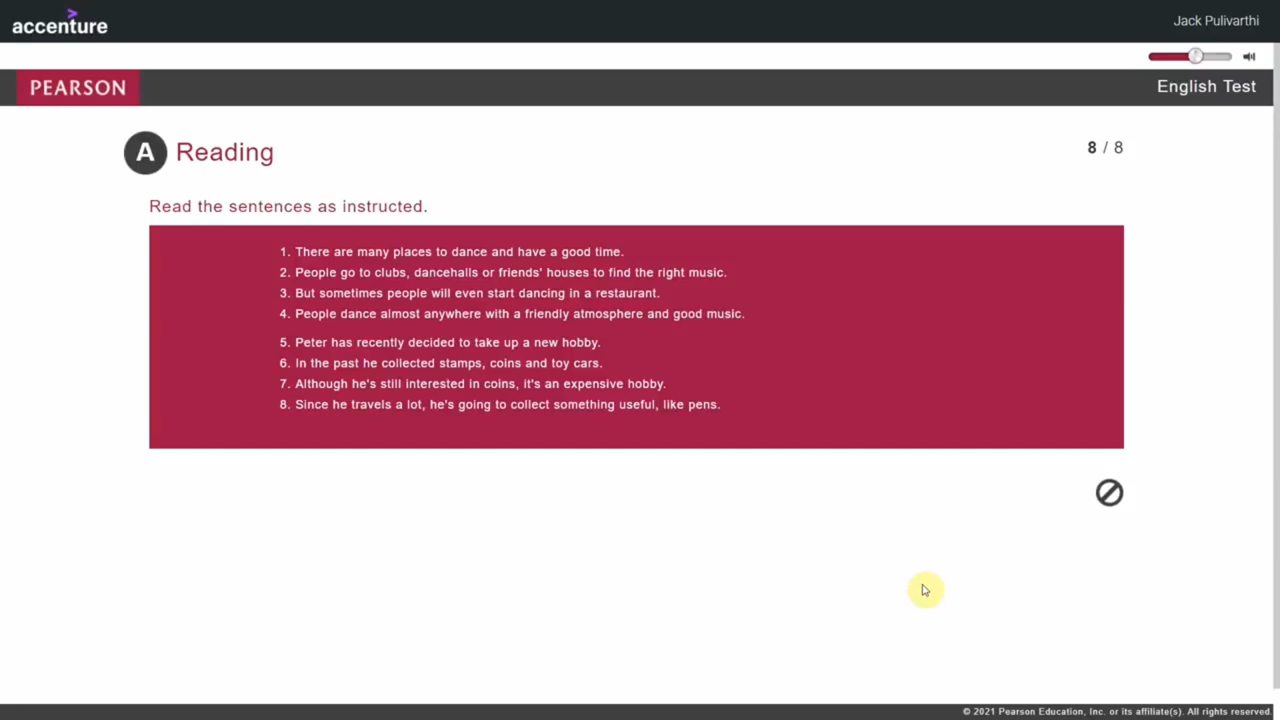 accenture
Jack Pulivarthi
PEARSON
English Test
A Reading
8 / 8
Read the sentences as instructed.
1. There are many places to dance and have a good time.
2. People go to clubs, dancehalls or friends' houses to find the right music.
3. But sometimes people will even start dancing in a restaurant.
4. People dance almost anywhere with a friendly atmosphere and good music.
5. Peter has recently decided to take up a new hobby.
6. In the past he collected stamps, coins and toy cars.
7. Although he's still interested in coins, it's an expensive hobby.
8. Since he travels a lot, he's going to collect something useful, like pens.
© 2021 Pearson Education, Inc. or its affiliate(s). All rights reserved.